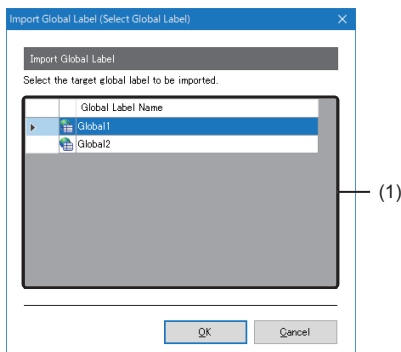 Import Global Label (Select Global Label)
Import Global Label
Select the target global label to be imported.
Global Label Name
Global1
Global2
(1)
OK Cancel